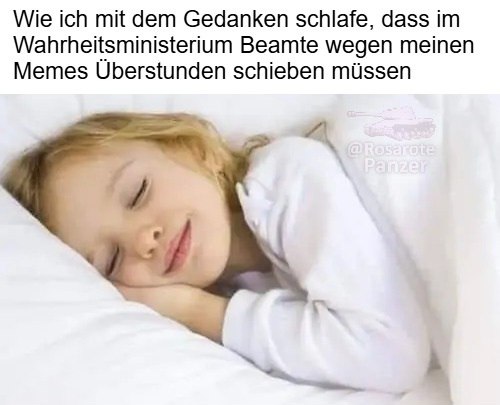 Wie ich mit dem Gedanken schlafe, dass im
Wahrheitsministerium Beamte wegen meinen
Memes Überstunden schieben müssen
@Rosarote
Panzer